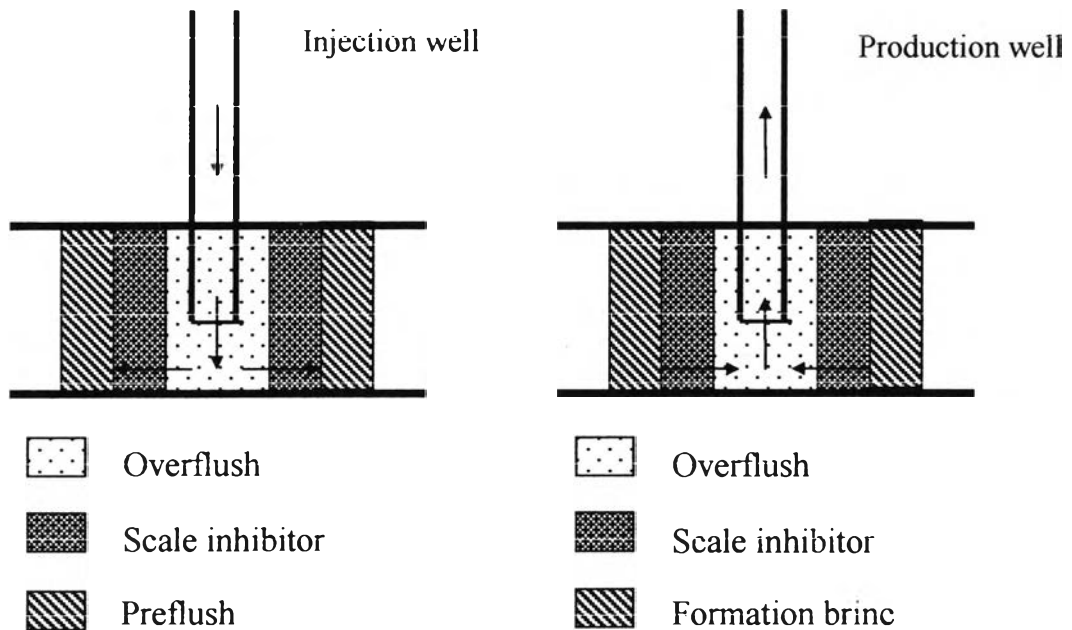 Injection well
Production well
Overflush
Scale inhibitor
Preflush
Overflush
Scale inhibitor
Formation brinc